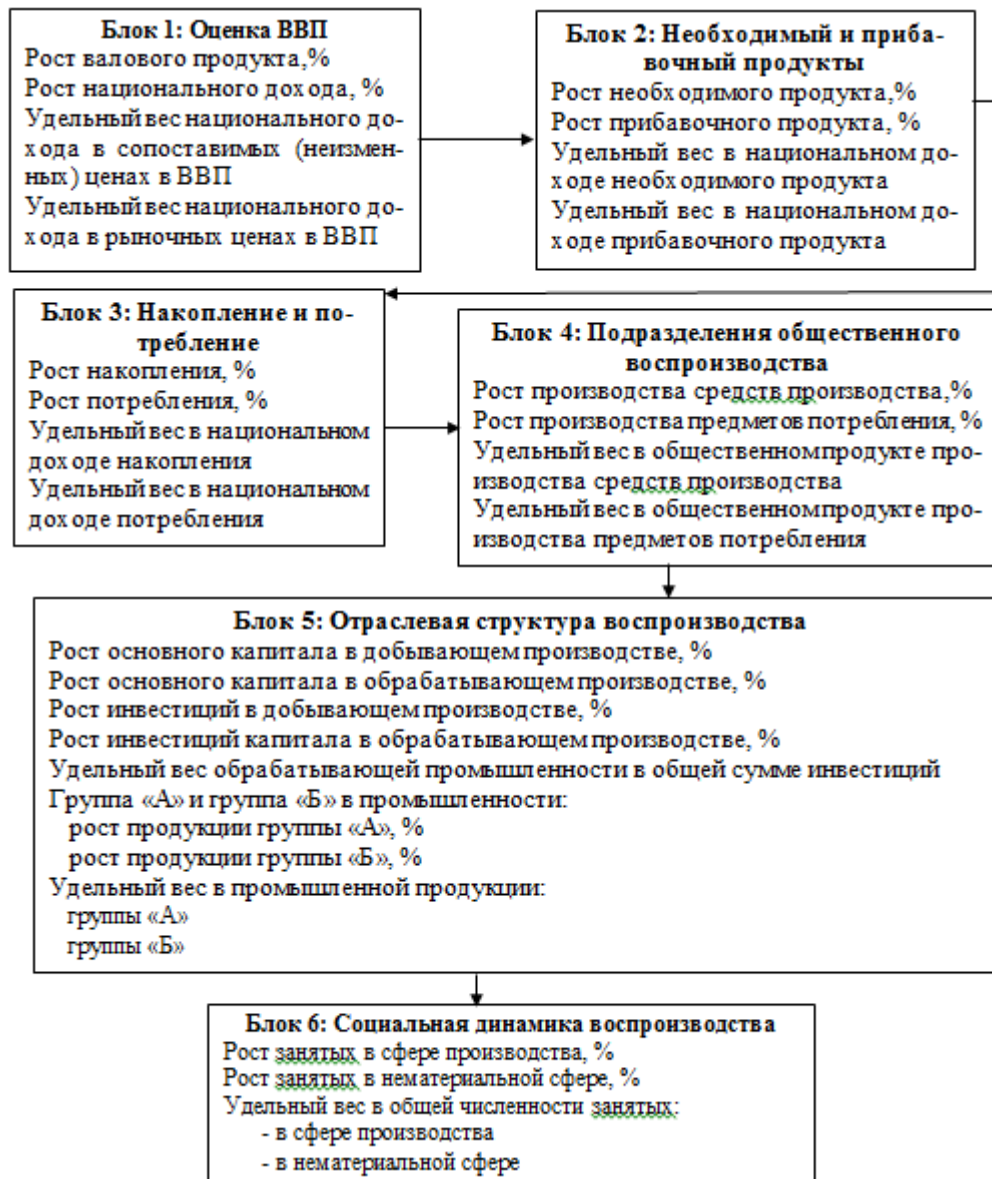 Блок 1: Оценка ВВП
Рост валового продукта,%
Рост национального дохода, %
Удельный вес национального до-
хода в сопоставимых (неизмен-
ных) ценах в ВВП
Удельный вес национального до-
хода в рыночных ценах в ВВП
Блок 2: Необходимый и приба-
вочный продукты
Рост необходимого продукта,%
Рост прибавочного продукта, %
Удельный вес в национальном до-
ходе необходимого продукта
Удельный вес в национальном до-
ходе прибавочного продукта
Блок 3: Накопление и по-
требление
Рост накопления, %
Рост потребления, %
Удельный вес в национальном
доходе накопления
Удельный вес в национальном
доходе потребления
Блок 4: Подразделения общественного
воспроизводства
Рост производства средств производства,%
Рост производства предметов потребления, %
Удельный вес в общественном продукте про-
изводства средств производства
Удельный вес в общественном продукте про-
изводства предметов потребления
Блок 5: Отраслевая структура воспроизводства
Рост основного капитала в добывающем производстве, %
Рост основного капитала в обрабатывающем производстве, %
Рост инвестиций в добывающем производстве, %
Рост инвестиций капитала в обрабатывающем производстве, %
Удельный вес обрабатывающей промышленности в общей сумме инвестиций
Группа «А» и группа «Б» в промышленности:
рост продукции группы «А», %
рост продукции группы «Б», %
Удельный вес в промышленной продукции:
группы «А»
группы «Б»
Блок 6: Социальная динамика воспроизводства
Рост занятых в сфере производства, %
Рост занятых в нематериальной сфере, %
Удельный вес в общей численности занятых:
- в сфере производства
- в нематериальной сфере